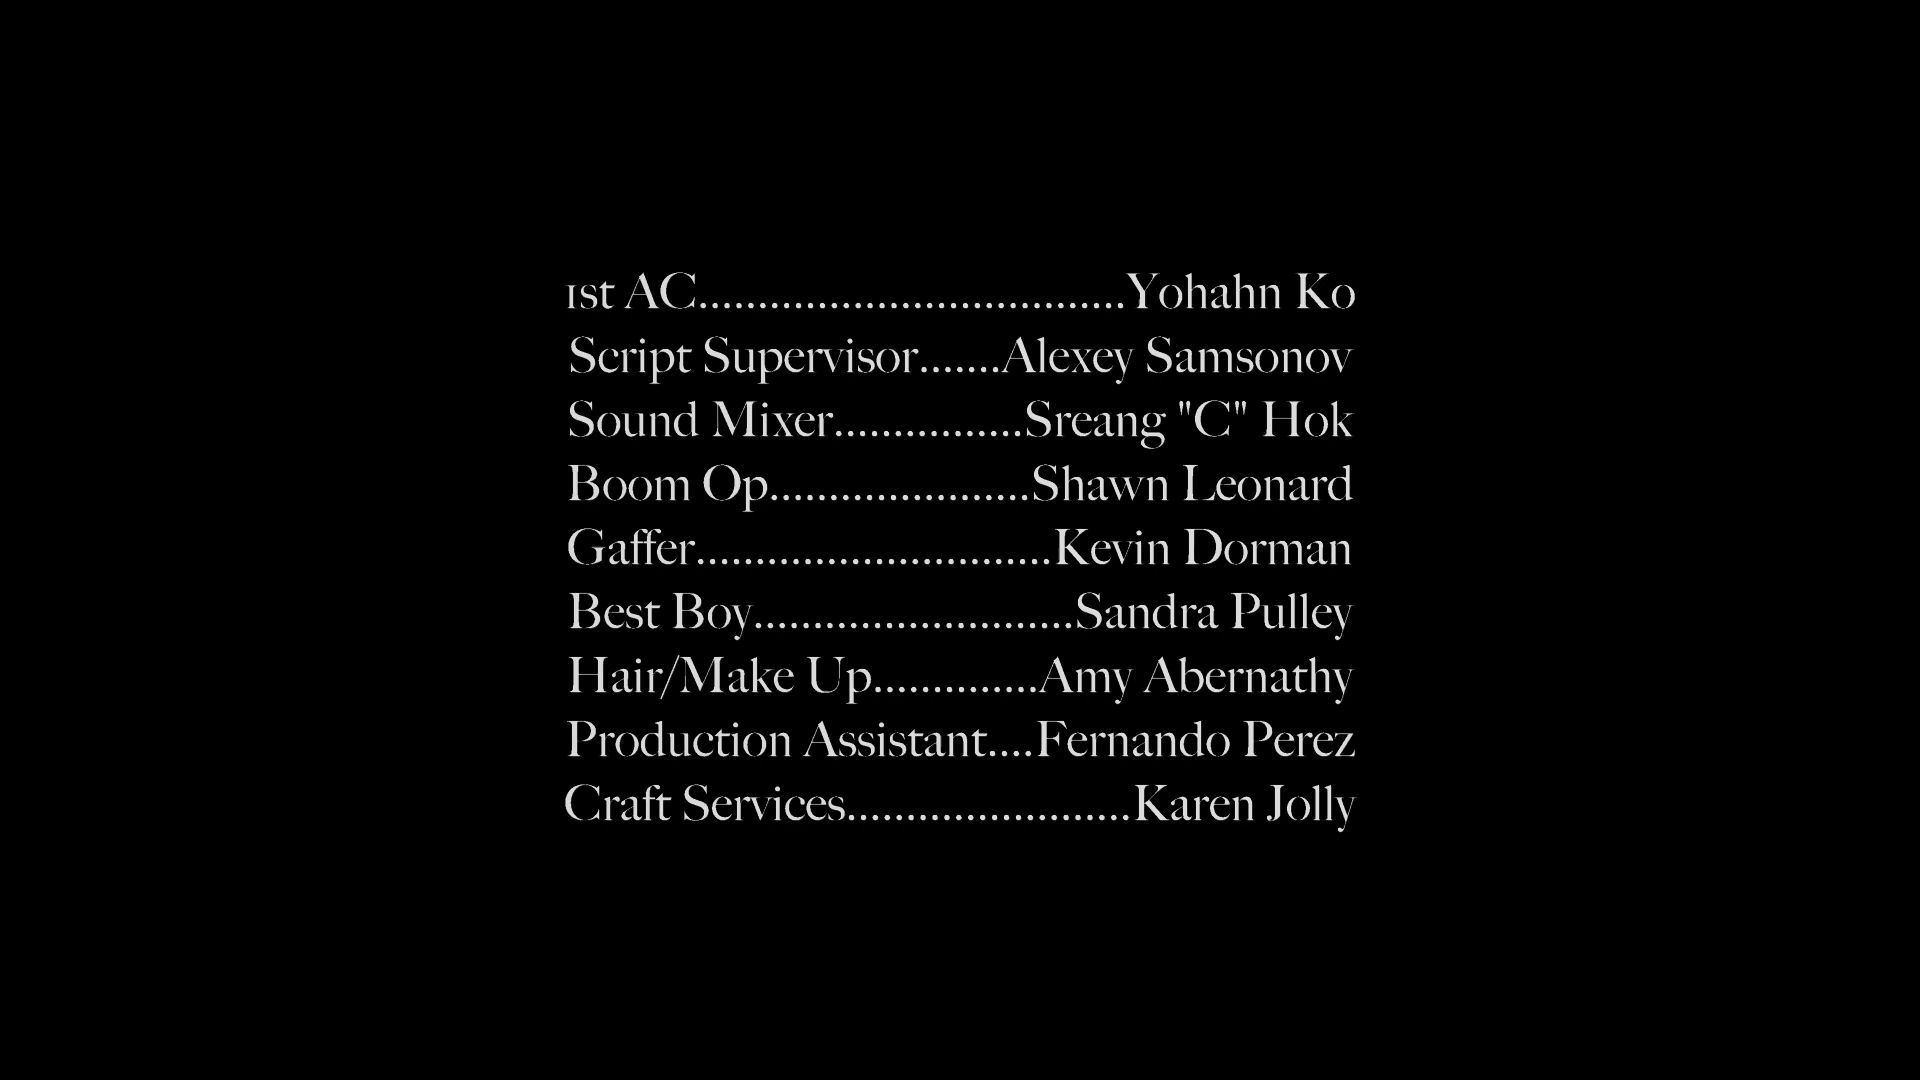 1st AC....................................Yohahn Ko
Script Supervisor.......Alexey Samsonov
Sound Mixer................Sreang "C" Hok
Boom Op......................Shawn Leonard
Gaffer..............................Kevin Dorman
Best Boy...........................Sandra Pulley
Hair/Make Up..............Amy Abernathy
Production Assistant....Fernando Perez
Craft Services........................Karen Jolly